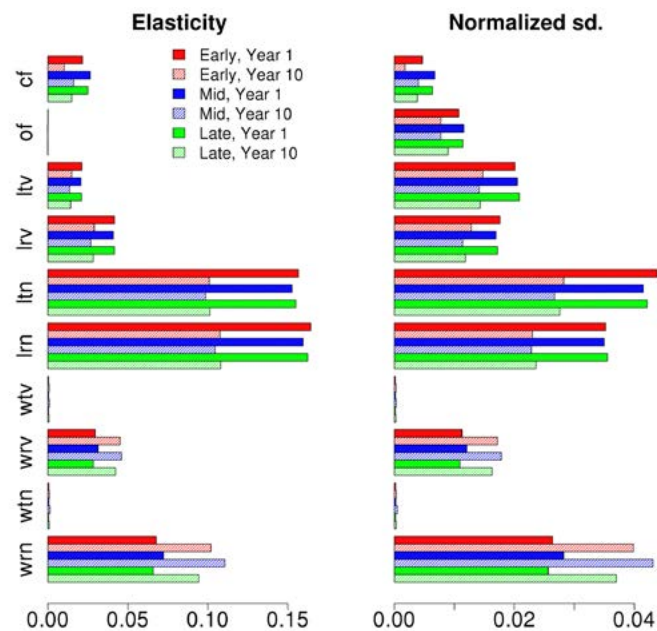 Elasticity
Normalized sd.
Early, Year 1
Early, Year 10
Mid, Year 1
Mid, Year 10
Late, Year 1
Late, Year 10
cf
of
ltv
lrv
ltn
lrn
wtv
wrv
wtn
wrn
0.00 0.05 0.10 0.15
0.00 0.02 0.04